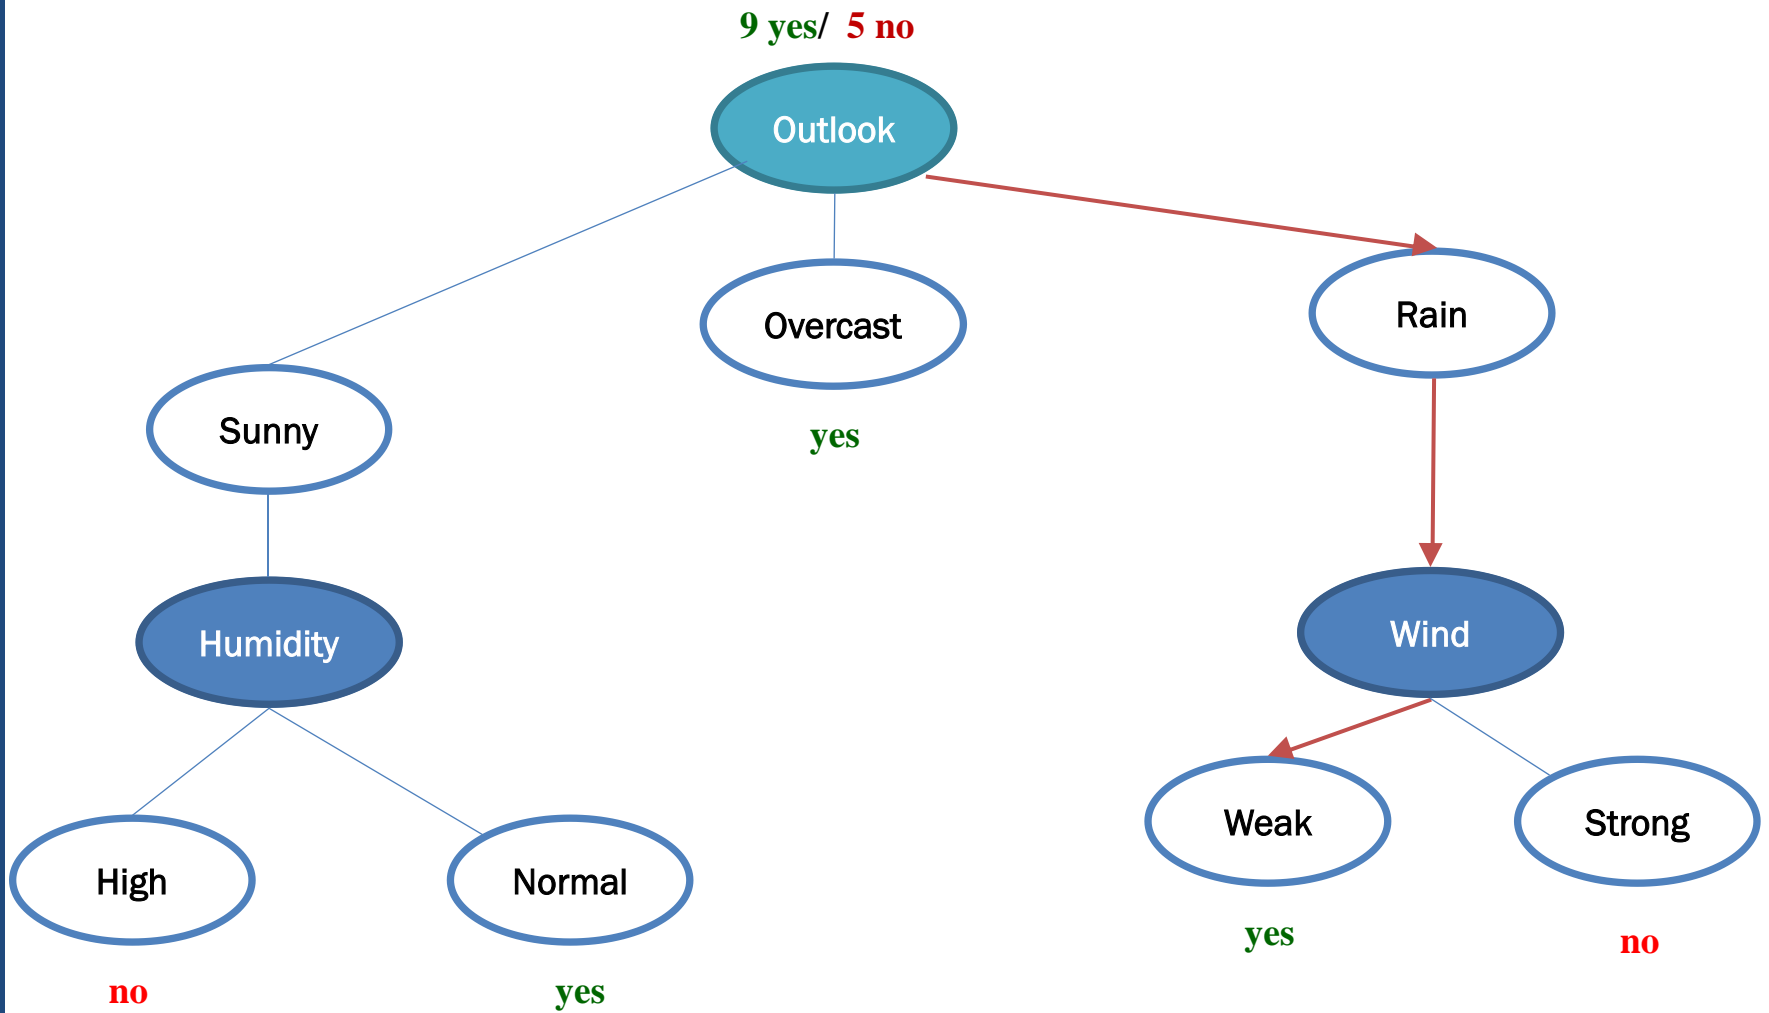 9 yes/ 5 no
Outlook
Overcast
Rain
yes
Sunny
Humidity
Wind
High
Normal
Weak
Strong
no
yes
yes
no